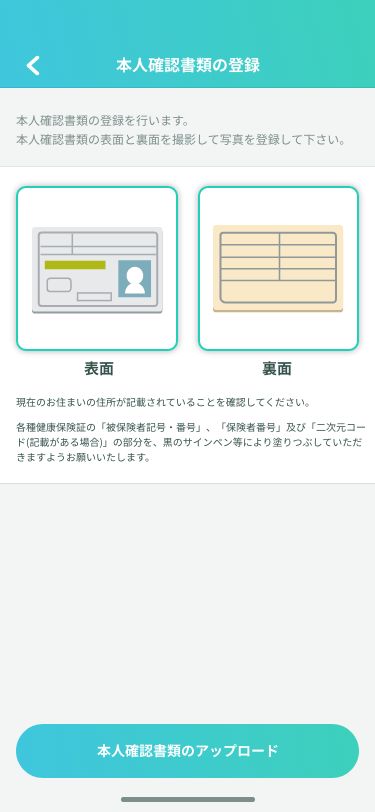 本人確認書類の登録
本人確認書類の登録を行います。
本人確認書類の表面と裏面を撮影して写真を登録して下さい。
表面
裏面
現在のお住まいの住所が記載されていることを確認してください。
各種健康保険証の「被保険者記号・番号」、「保険者番号」及び「二次元コー
ド(記載がある場合)」の部分を、黒のサインペン等により塗りつぶしていただ
きますようお願いいたします。
本人確認書類のアップロード